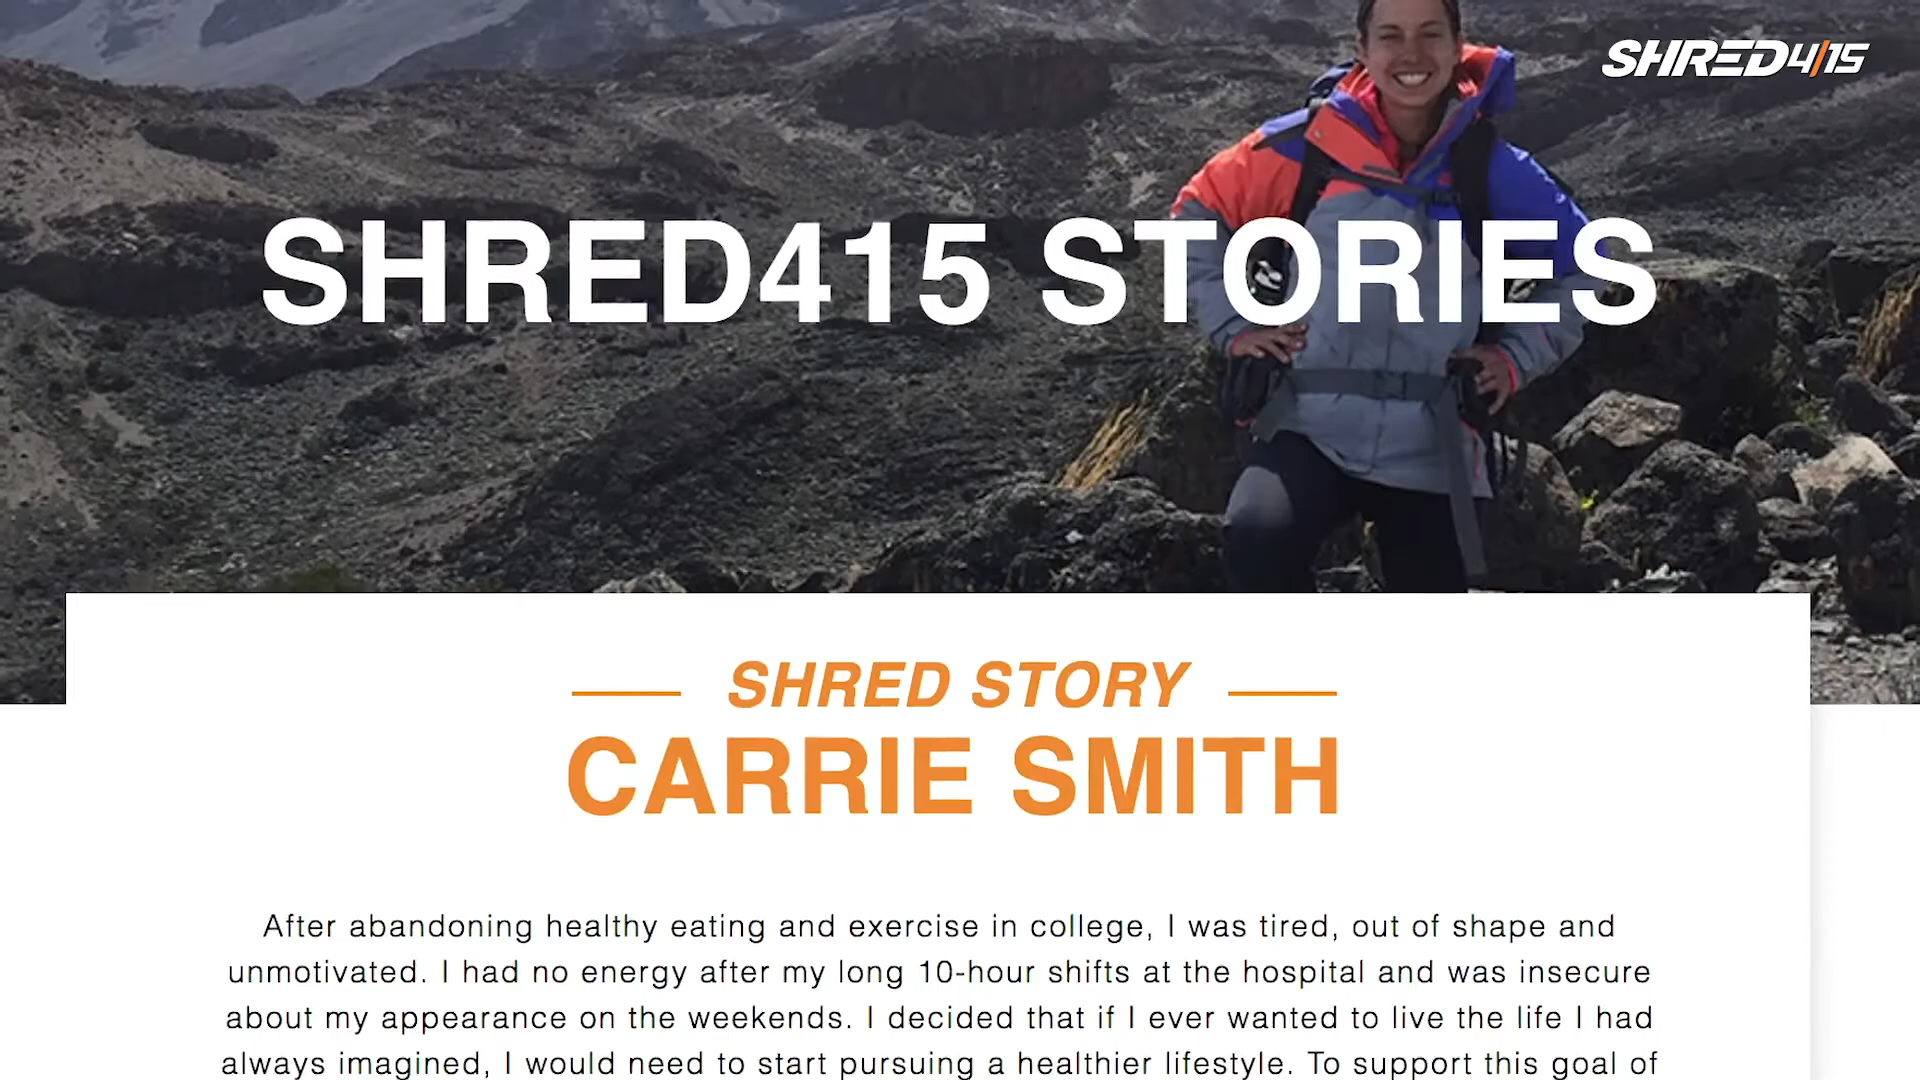 SHRED415
SHRED415 STORIES
SHRED STORY
CARRIE SMITH
After abandoning healthy eating and exercise in college, I was tired, out of shape and
unmotivated. I had no energy after my long 10-hour shifts at the hospital and was insecure
about my appearance on the weekends. I decided that if I ever wanted to live the life I had
always imagined, I would need to start pursuing a healthier lifestyle. To support this goal of